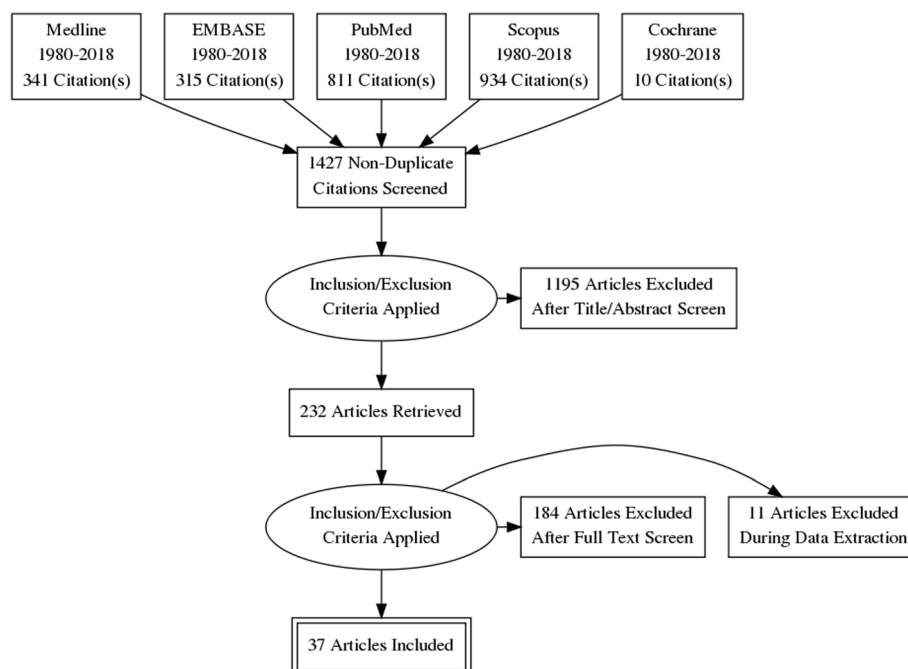 Medline
1980-2018
341 Citation(s)
EMBASE
1980-2018
315 Citation(s)
PubMed
1980-2018
811 Citation(s)
Scopus
1980-2018
934 Citation(s)
Cochrane
1980-2018
10 Citation(s)
1427 Non-Duplicate
Citations Screened
Inclusion/Exclusion
Criteria Applied
1195 Articles Excluded
After Title/Abstract Screen
232 Articles Retrieved
Inclusion/Exclusion
Criteria Applied
184 Articles Excluded
After Full Text Screen
11 Articles Excluded
During Data Extraction
37 Articles Included